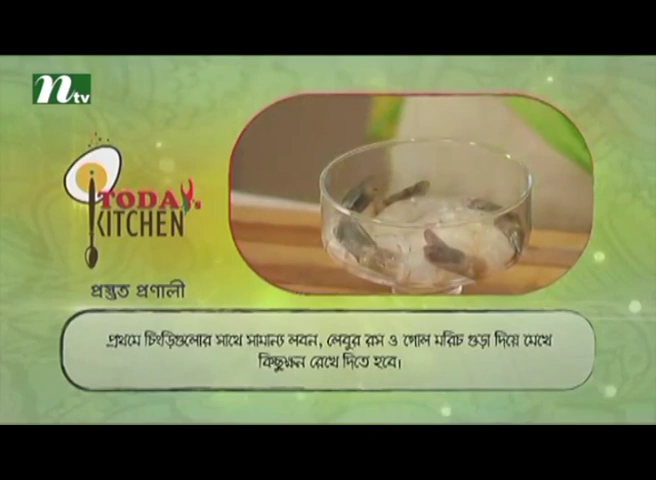 ntv
TODAY.
KITCHEN
প্রস্তুত প্রণালী
প্রথমে চিংড়িগুলোর সাথে সামান্য লবন, লেবুর রস ও গোল মরিচ গুড়া দিয়ে মেখে
কিছুক্ষন রেখে দিতে হবে।